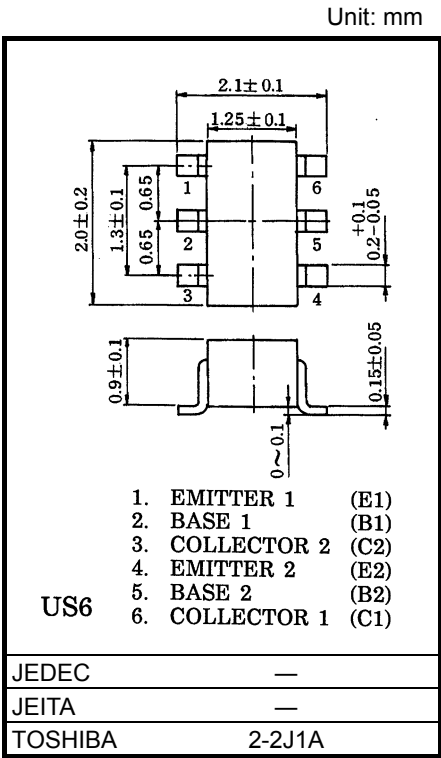 Unit: mm
2.1± 0.1
1.25± 0.1
1
6
2
5
3
4
2.0± 0.2
1.3± 0.1
0.65
0.65
+0.1
0.2-0.05
0.9±0.1
0.15±0.05
0~0.1
1. EMITTER 1 (E1)
2. BASE 1 (B1)
3. COLLECTOR 2 (C2)
4. EMITTER 2 (E2)
5. BASE 2 (B2)
6. COLLECTOR 1 (C1)
US6
JEDEC —
JEITA —
TOSHIBA 2-2J1A